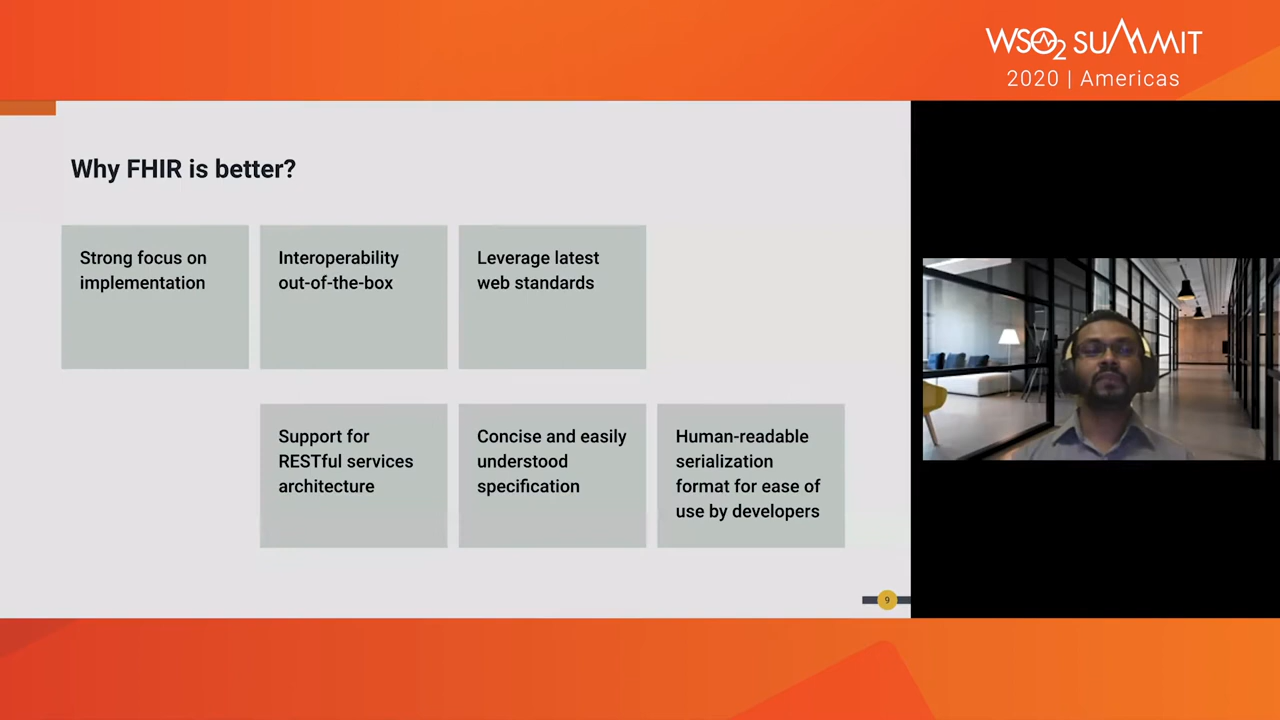 WSO2 SUMMIT
2020 | Americas
Why FHIR is better?
Strong focus on
implementation
Interoperability
out-of-the-box
Leverage latest
web standards
Support for
RESTful services
architecture
Concise and easily
understood
specification
Human-readable
serialization
format for ease of
use by developers
9